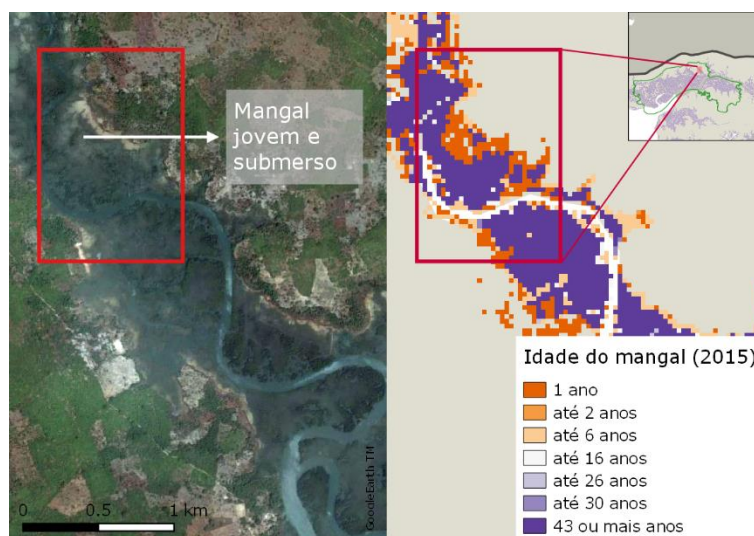 Mangal
jovem e
submerso
GoogleEarth TM
0 0.5 1 km
Idade do mangal (2015)
1 ano
até 2 anos
até 6 anos
até 16 anos
até 26 anos
até 30 anos
43 ou mais anos